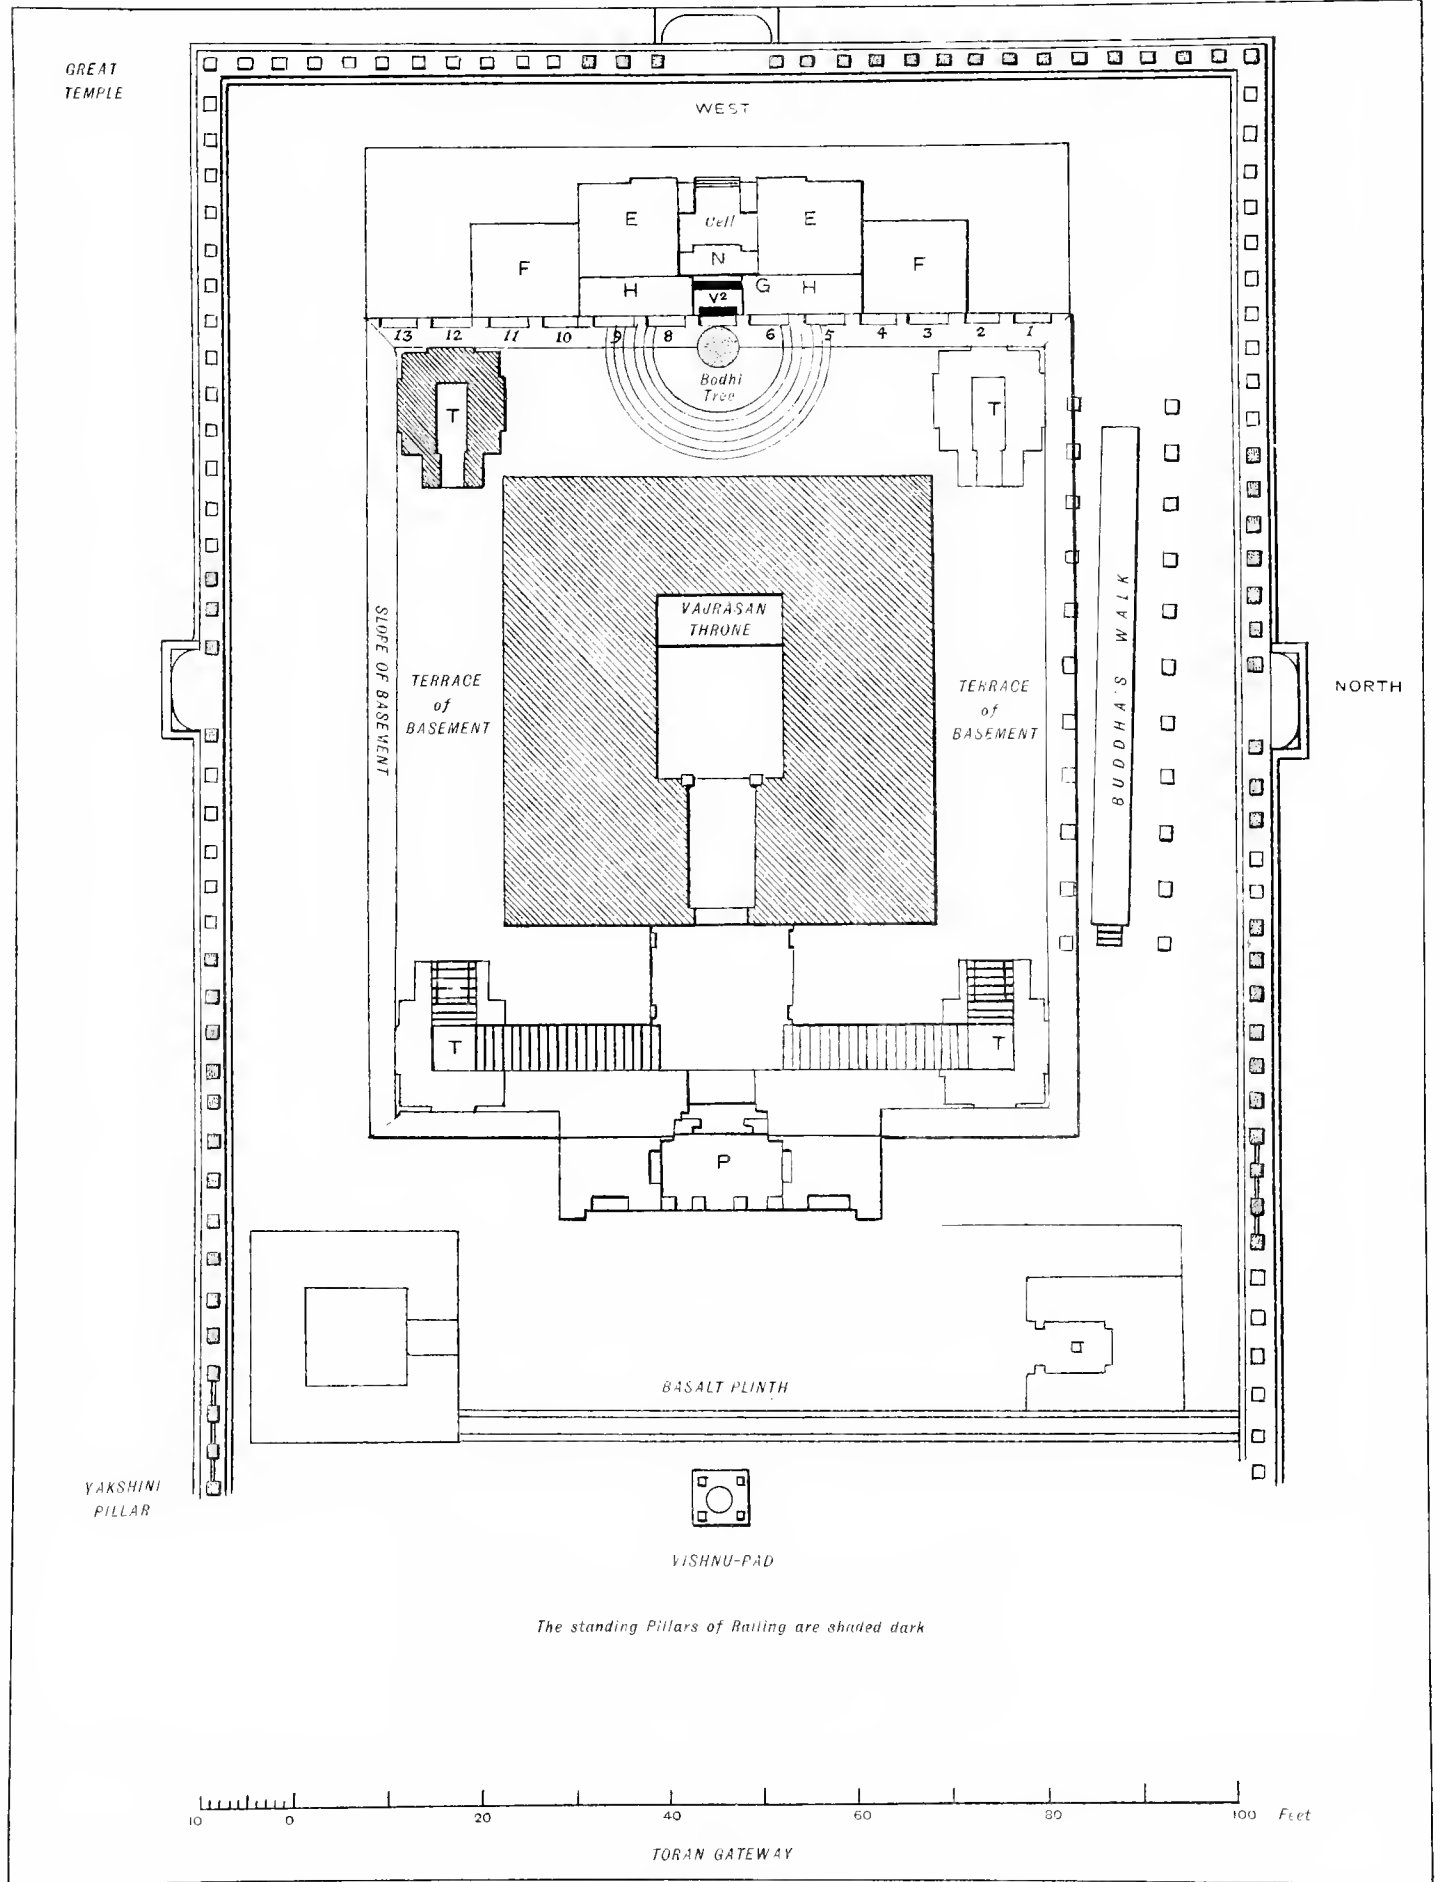 GREAT
TEMPLE
WEST
E
Cell
E
F
N
F
H
V2
G
H
13 12 11 10 9 8 6 5 4 3 2 1
Bodhi
Tree
T
T
VAJRASAN
THRONE
SLOPE OF BASEMENT
TERRACE
of
BASEMENT
TERRACE
of
BASEMENT
BUDDHA'S WALK
NORTH
T
T
P
BASALT PLINTH
YAKSHINI
PILLAR
VISHNU-PAD
The standing Pillars of Railing are shaded dark
10 0 20 40 60 80 100 Feet
TORAN GATEWAY